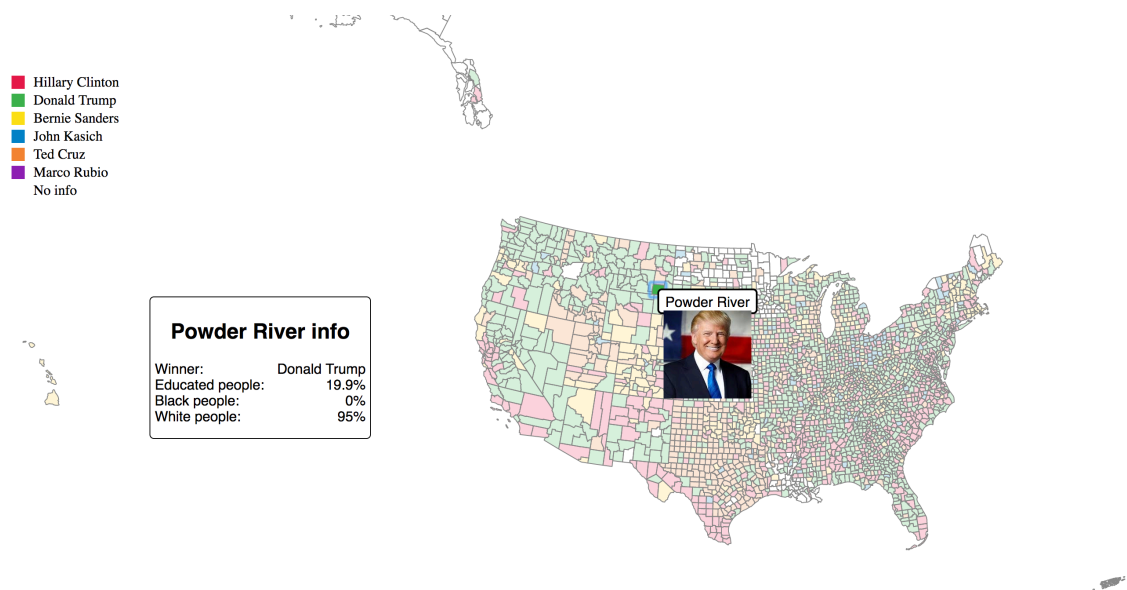 Hillary Clinton
Donald Trump
Bernie Sanders
John Kasich
Ted Cruz
Marco Rubio
No info
Powder River
Powder River info
Winner: Donald Trump
Educated people: 19.9%
Black people: 0%
White people: 95%